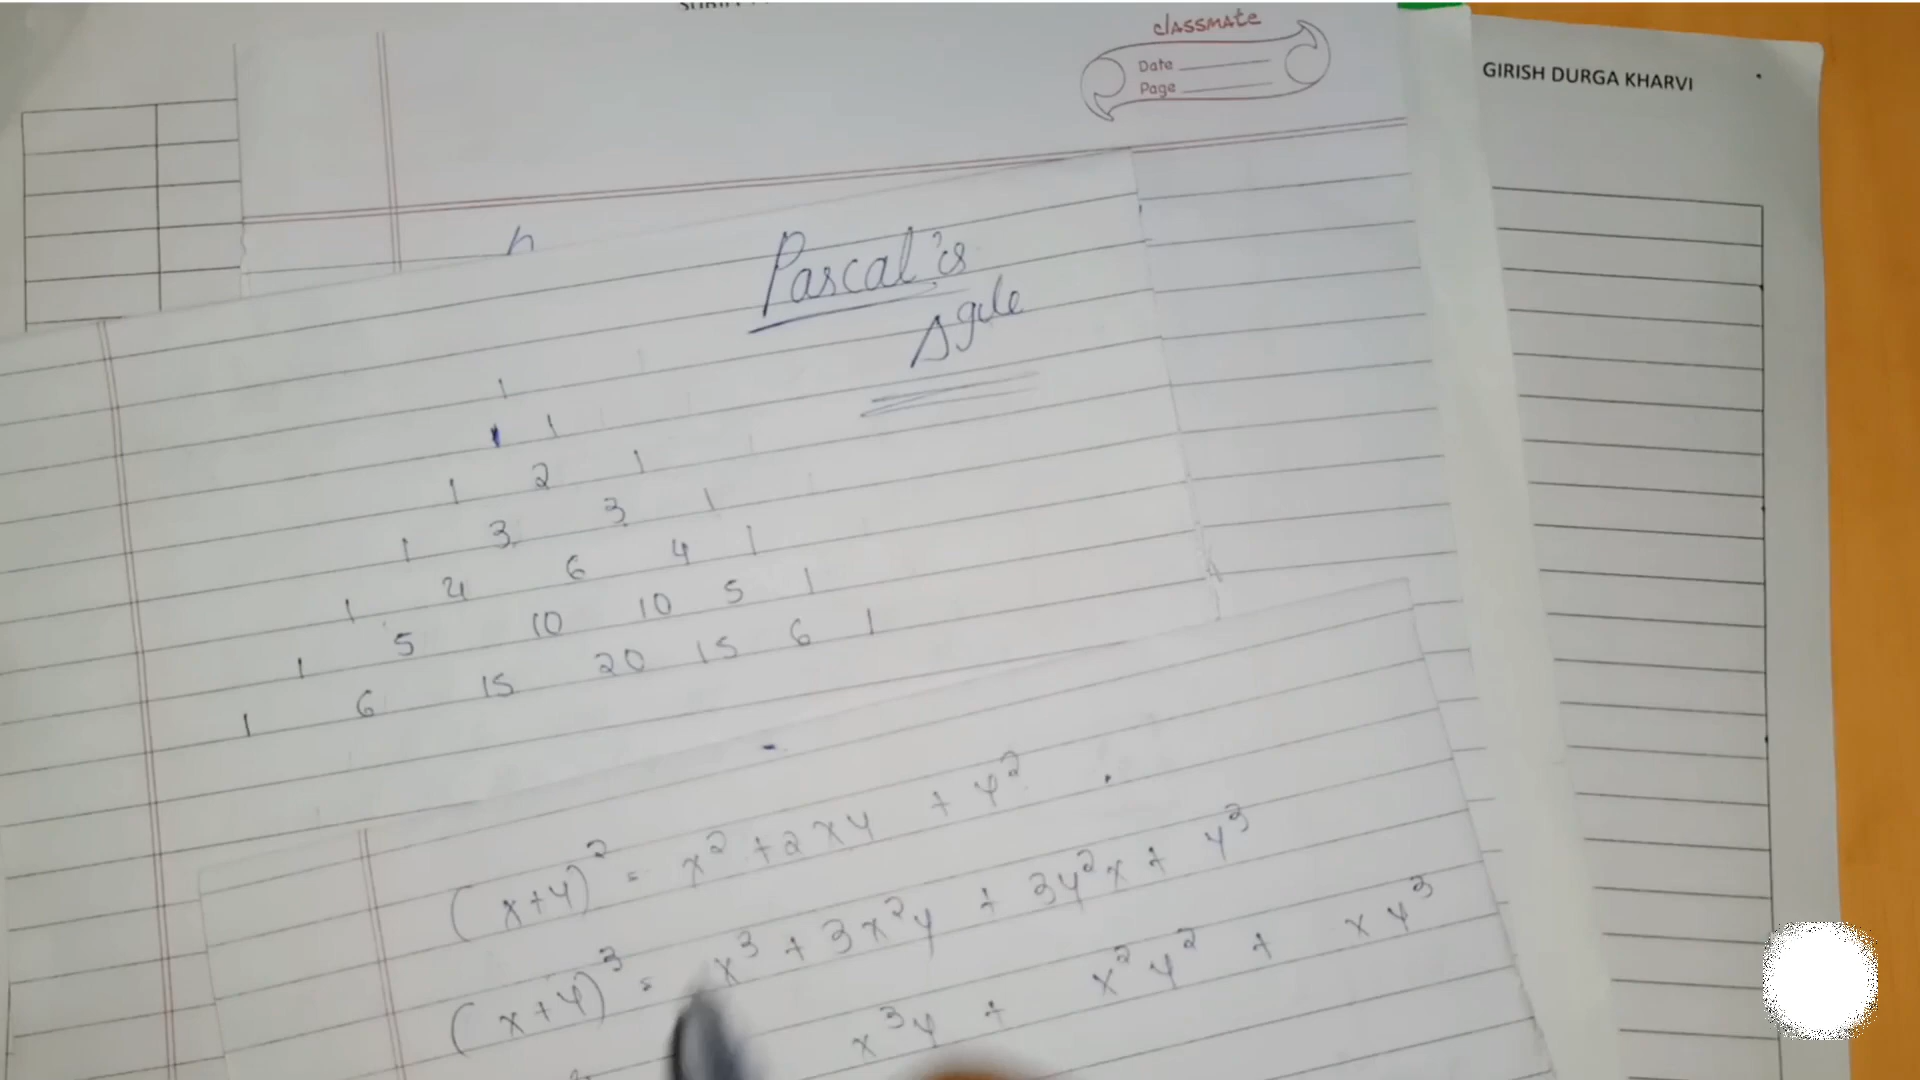 classmate
Date
Page
GIRISH DURGA KHARVI
n
Pascal's
Δgle
1
1 1
1 2 1
1 3 3 1
1 4 6 4 1
1 5 10 10 5 1
1 6 15 20 15 6 1
(x+y)² = x² + 2xy + y²
(x+y)³ = x³ + 3x²y + 3y²x + y³
x³y + x²y² + xy³